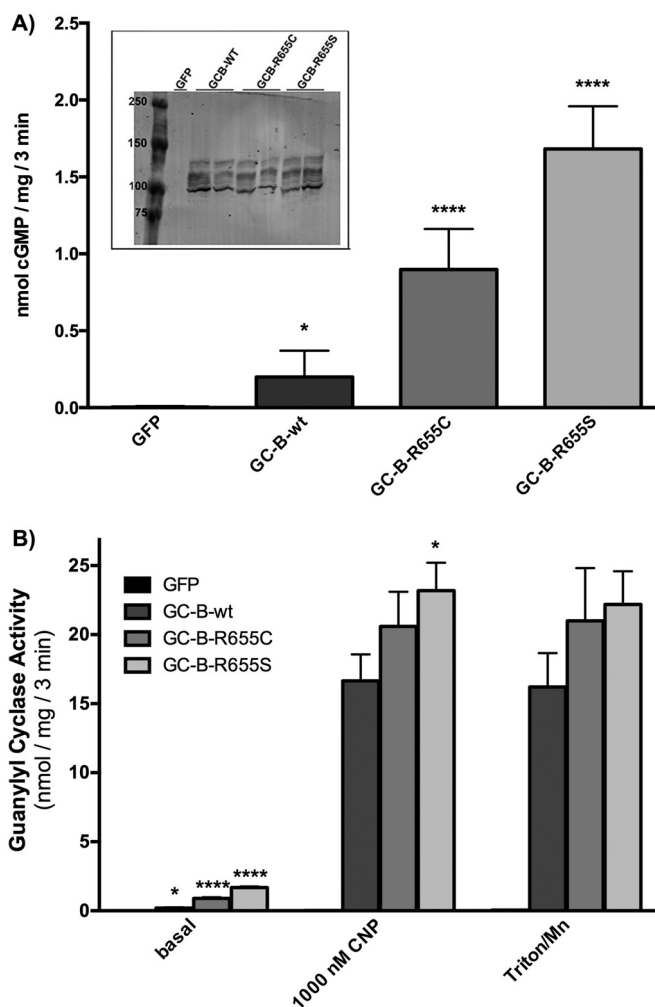 A)
2.5
2.0
1.5
1.0
0.5
0.0
nmol cGMP / mg / 3 min
GFP
GCB-WT
GCB-R655C
GCB-R655S
250
150
100
75
*
****
****
GFP
GC-B-wt
GC-B-R655C
GC-B-R655S
B)
25
20
15
10
5
0
Guanylyl Cyclase Activity
(nmol / mg / 3 min)
GFP
GC-B-wt
GC-B-R655C
GC-B-R655S
*
* **** ****
basal
1000 nM CNP
Triton/Mn